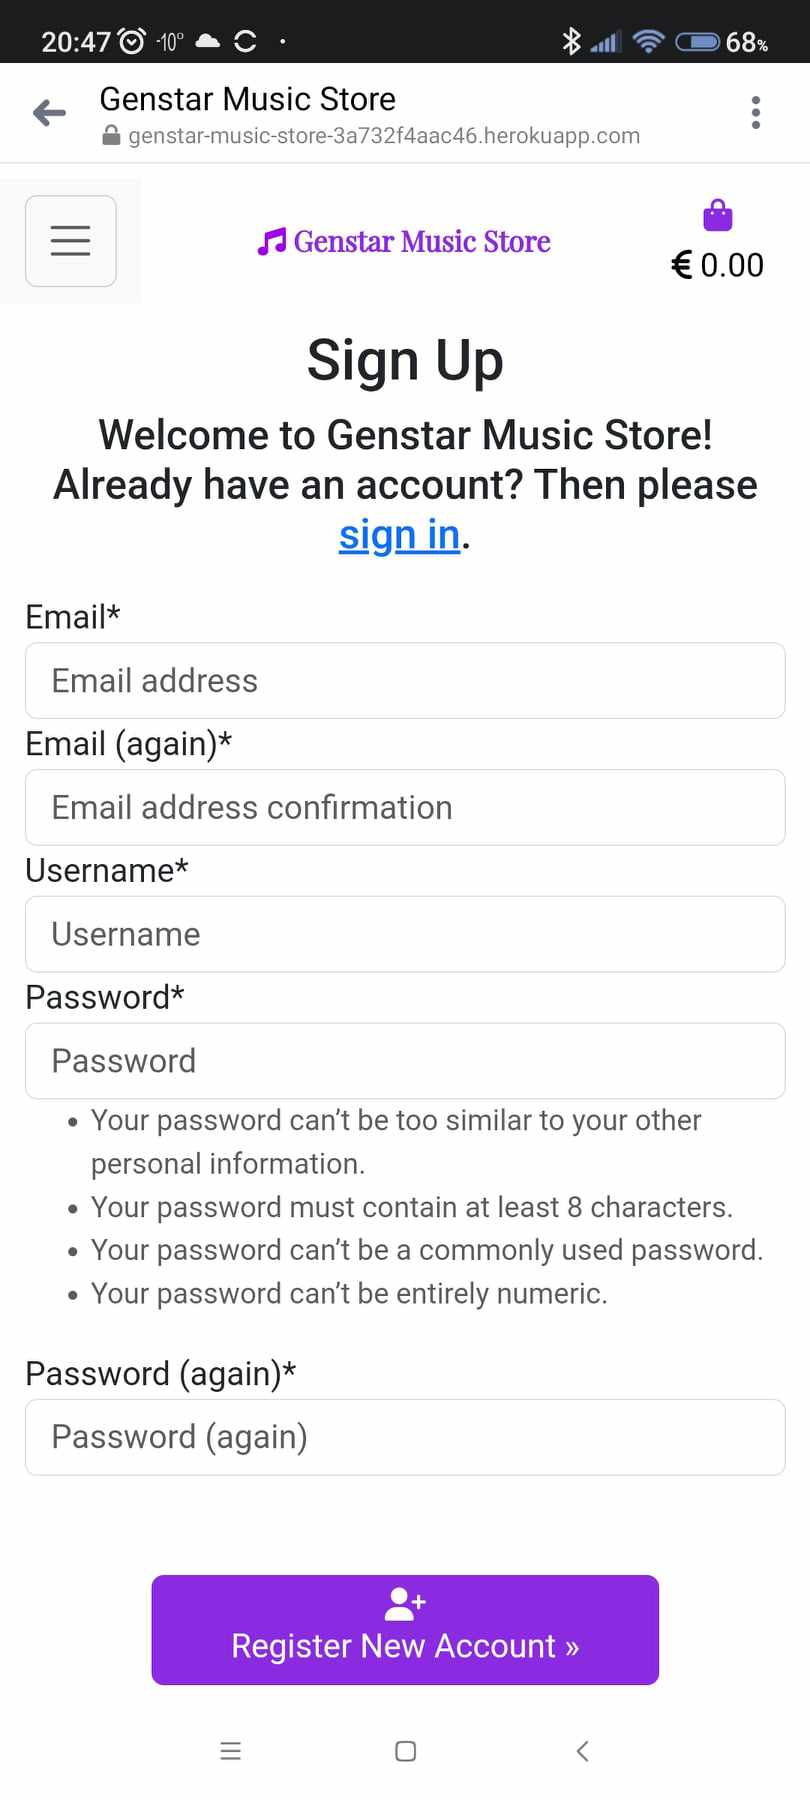 20:47 -10° 68%
Genstar Music Store
genstar-music-store-3a732f4aac46.herokuapp.com
Genstar Music Store
€ 0.00
Sign Up
Welcome to Genstar Music Store!
Already have an account? Then please
sign in.
Email*
Email address
Email (again)*
Email address confirmation
Username*
Username
Password*
Password
• Your password can’t be too similar to your other
personal information.
• Your password must contain at least 8 characters.
• Your password can’t be a commonly used password.
• Your password can’t be entirely numeric.
Password (again)*
Password (again)
Register New Account »